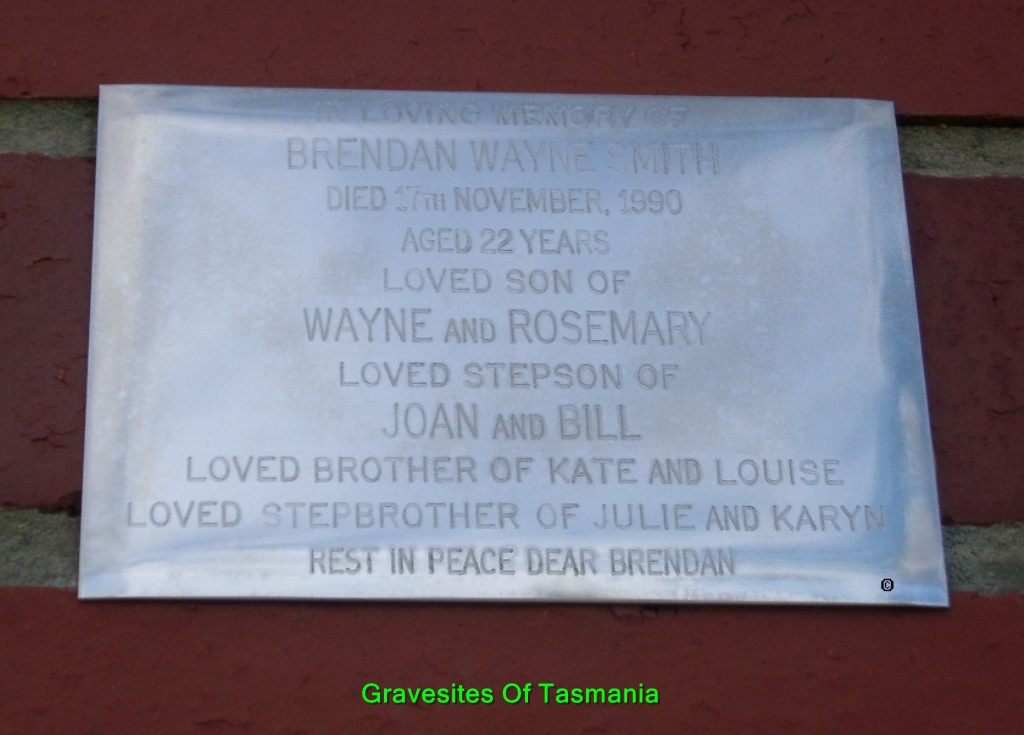 IN LOVING MEMORY OF
BRENDAN WAYNE SMITH
DIED 17TH NOVEMBER, 1990
AGED 22 YEARS
LOVED SON OF
WAYNE AND ROSEMARY
LOVED STEPSON OF
JOAN AND BILL
LOVED BROTHER OF KATE AND LOUISE
LOVED STEPBROTHER OF JULIE AND KARYN
REST IN PEACE DEAR BRENDAN
©
Gravesites Of Tasmania